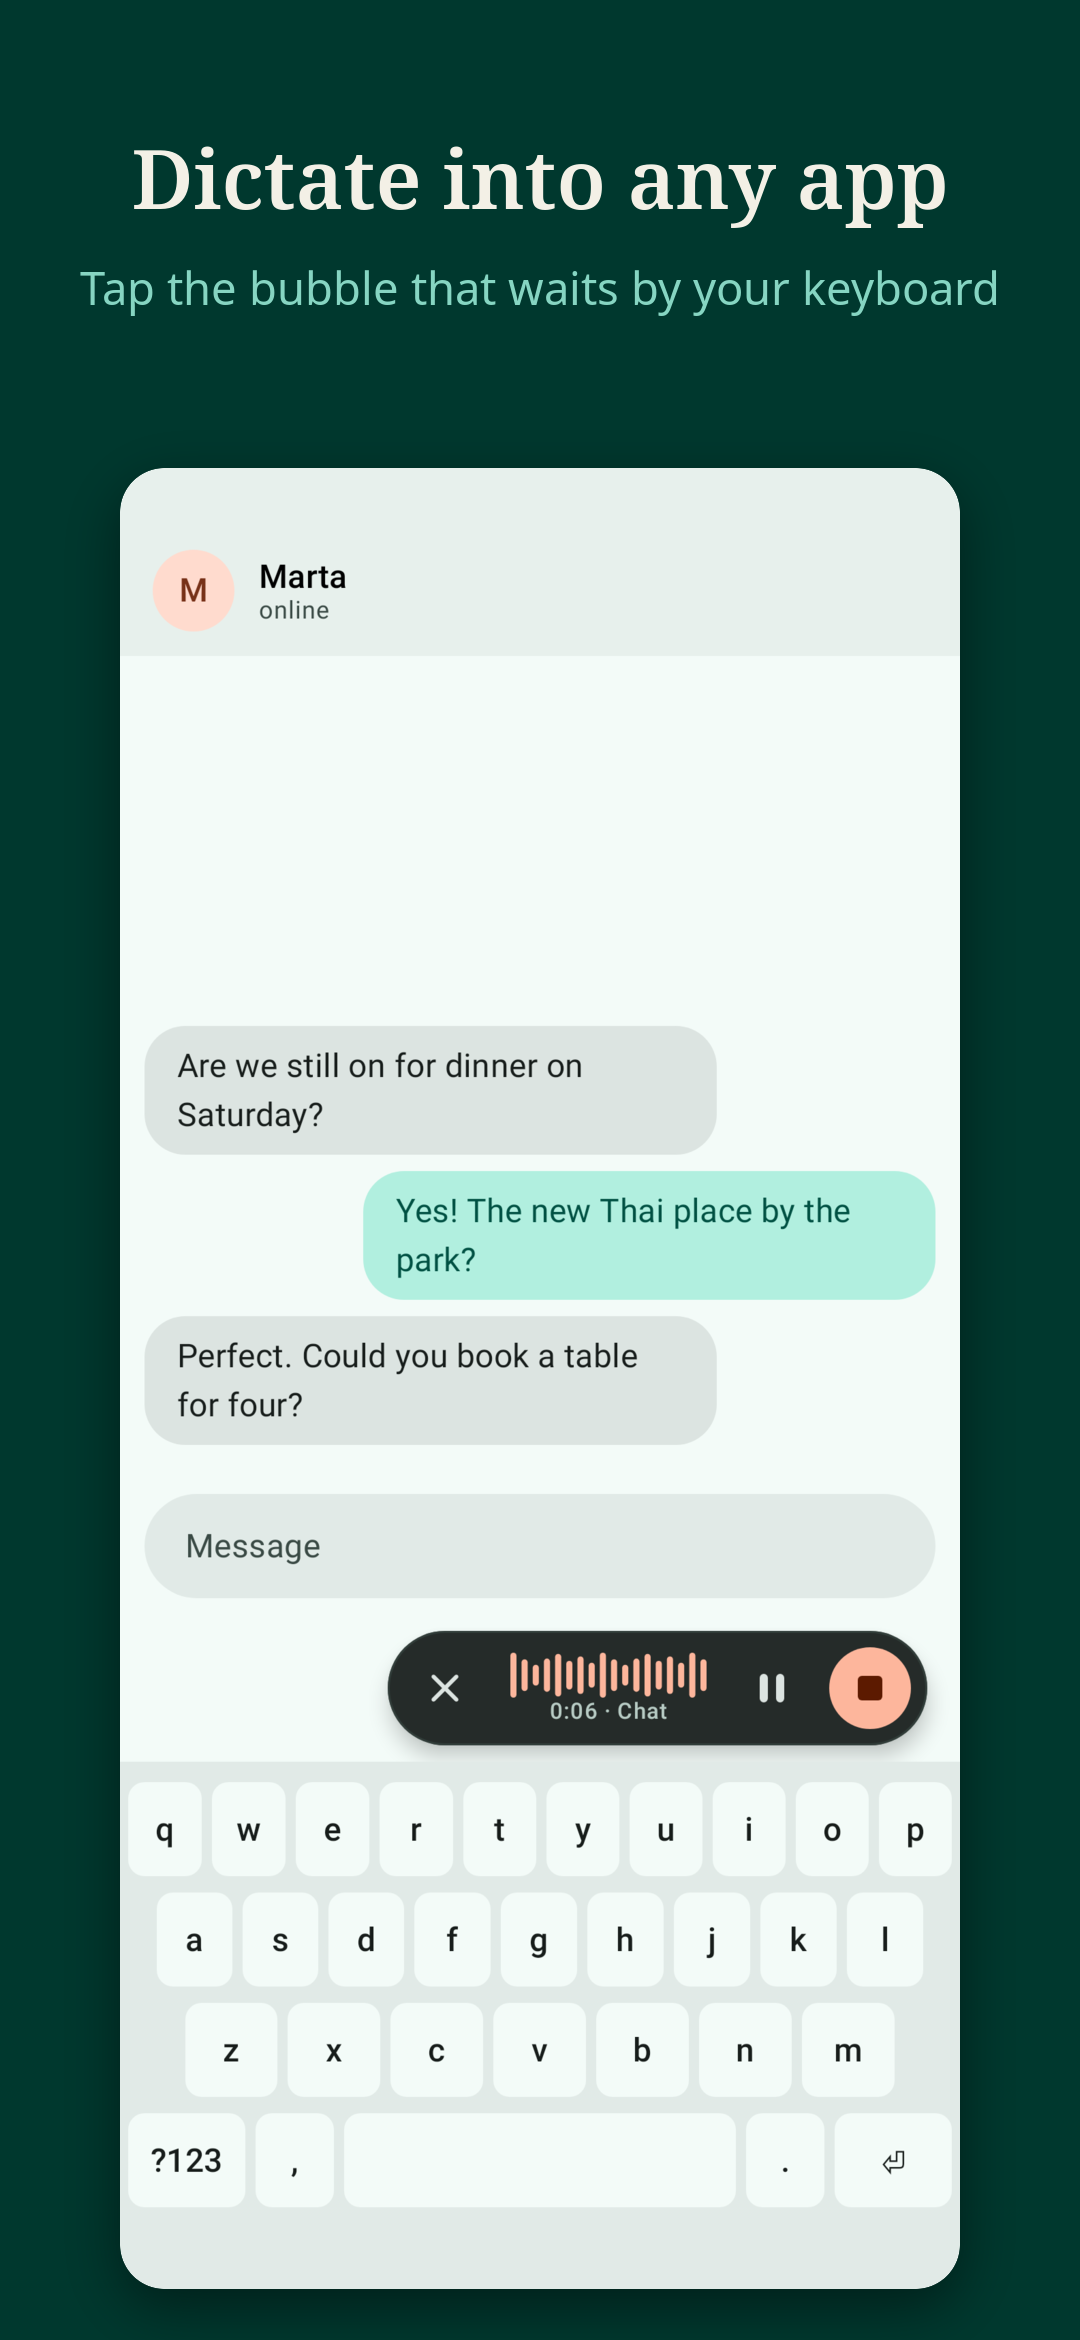 Dictate into any app
Tap the bubble that waits by your keyboard
M
Marta
online
Are we still on for dinner on
Saturday?
Yes! The new Thai place by the
park?
Perfect. Could you book a table
for four?
Message
0:06 · Chat
q w e r t y u i o p
a s d f g h j k l
z x c v b n m
?123 , .